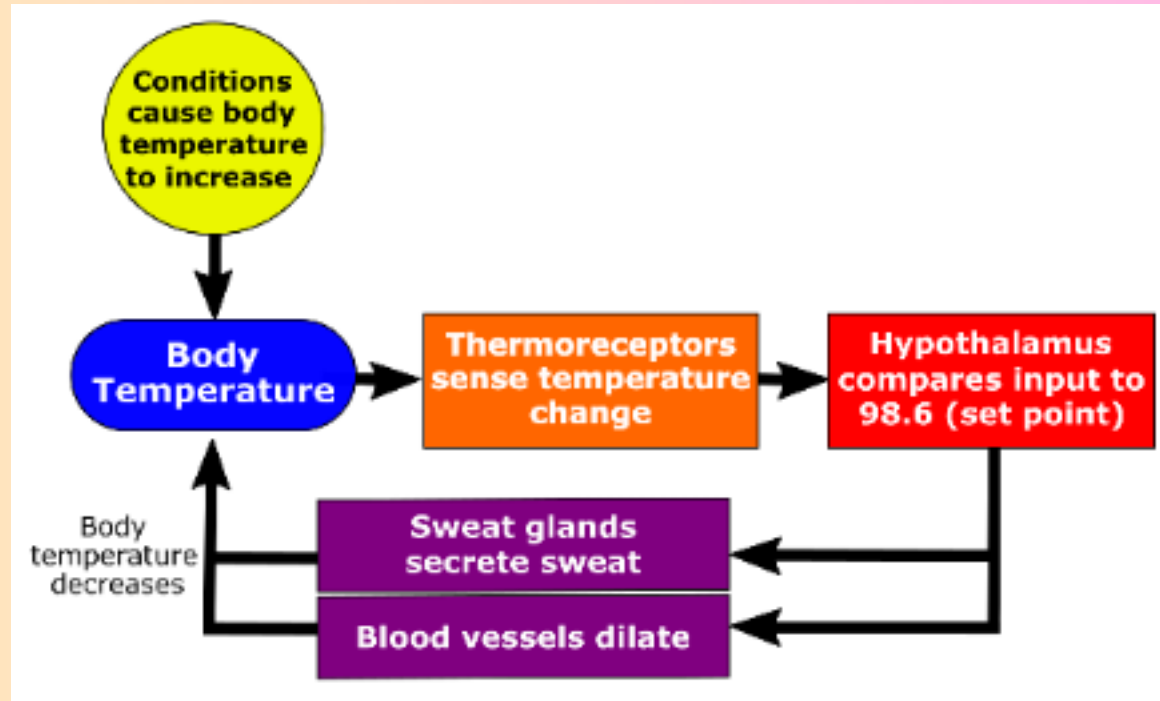 Conditions
cause body
temperature
to increase
Body
Temperature
Thermoreceptors
sense temperature
change
Hypothalamus
compares input to
98.6 (set point)
Sweat glands
secrete sweat
Blood vessels dilate
Body
temperature
decreases